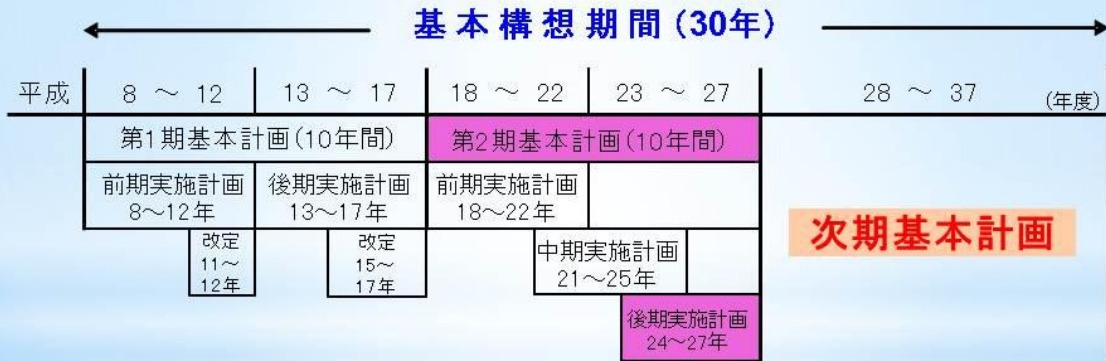 基本構想期間(30年)
平成 8 ~ 12 13 ~ 17 18 ~ 22 23 ~ 27 28 ~ 37 (年度)
第1期基本計画(10年間) 第2期基本計画(10年間)
前期実施計画 後期実施計画 前期実施計画
8~12年 13~17年 18~22年
次期基本計画
改定 改定
11~ 15~
12年 17年
中期実施計画
21~25年
後期実施計画
24~27年